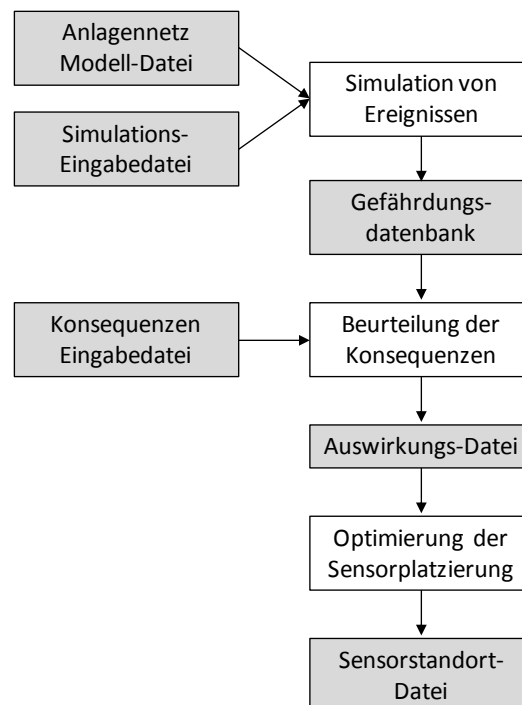 Anlagennetz
Modell-Datei
Simulation von
Ereignissen
Simulations-
Eingabedatei
Gefährdungs-
datenbank
Konsequenzen
Eingabedatei
Beurteilung der
Konsequenzen
Auswirkungs-Datei
Optimierung der
Sensorplatzierung
Sensorstandort-
Datei